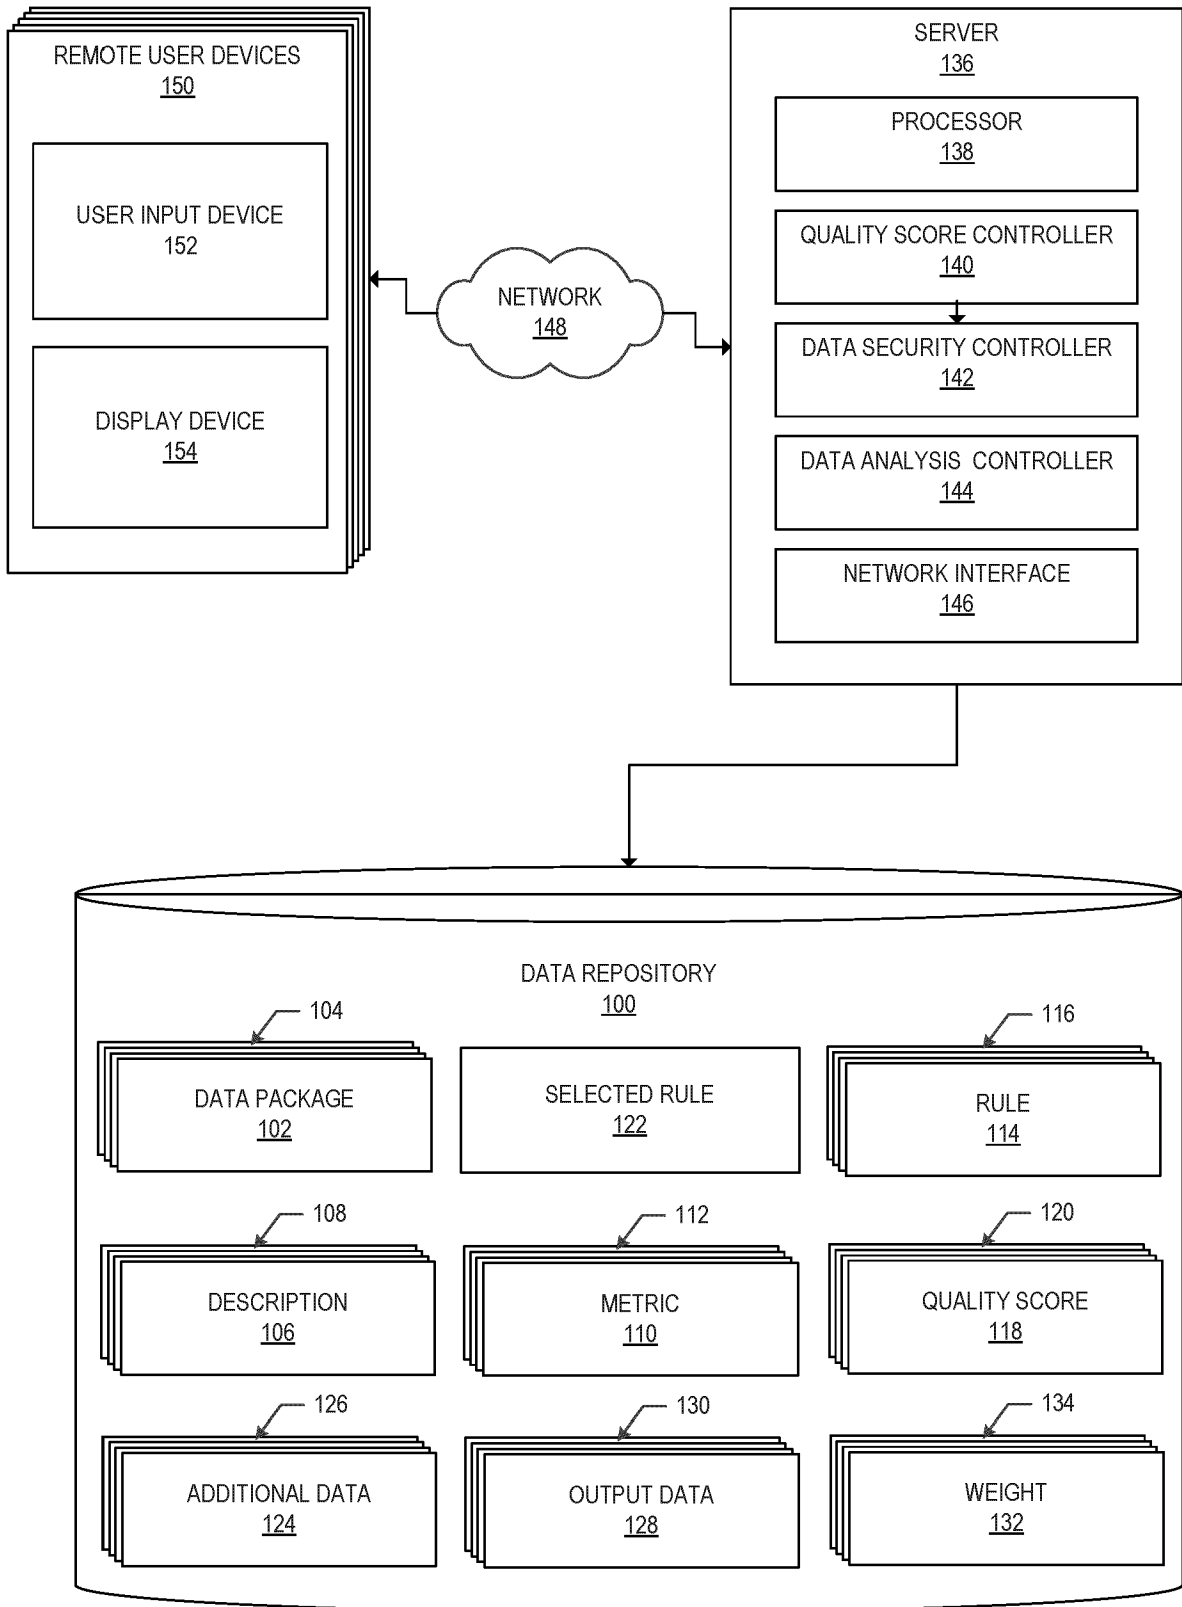 REMOTE USER DEVICES
150
USER INPUT DEVICE
152
DISPLAY DEVICE
154
NETWORK
148
SERVER
136
PROCESSOR
138
QUALITY SCORE CONTROLLER
140
DATA SECURITY CONTROLLER
142
DATA ANALYSIS CONTROLLER
144
NETWORK INTERFACE
146
DATA REPOSITORY
100
104
DATA PACKAGE
102
SELECTED RULE
122
116
RULE
114
108
DESCRIPTION
106
112
METRIC
110
120
QUALITY SCORE
118
126
ADDITIONAL DATA
124
130
OUTPUT DATA
128
134
WEIGHT
132